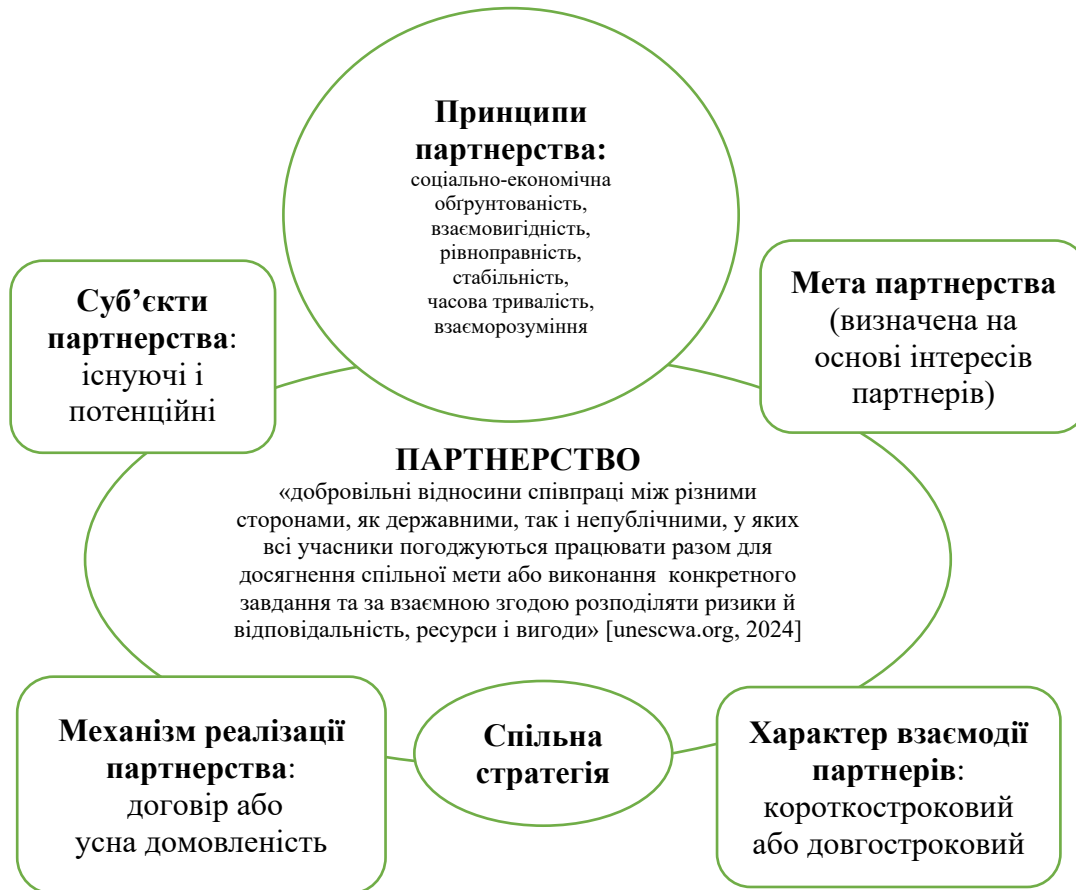 Принципи
партнерства:
соціально-економічна
обґрунтованість,
взаємовигідність,
рівноправність,
стабільність,
часова тривалість,
взаєморозуміння
Суб’єкти
партнерства:
існуючі і
потенційні
Мета партнерства
(визначена на
основі інтересів
партнерів)
ПАРТНЕРСТВО
«добровільні відносини співпраці між різними
сторонами, як державними, так і непублічними, у яких
всі учасники погоджуються працювати разом для
досягнення спільної мети або виконання конкретного
завдання та за взаємною згодою розподіляти ризики й
відповідальність, ресурси і вигоди» [unescwa.org, 2024]
Механізм реалізації
партнерства:
договір або
усна домовленість
Спільна
стратегія
Характер взаємодії
партнерів:
короткостроковий
або довгостроковий